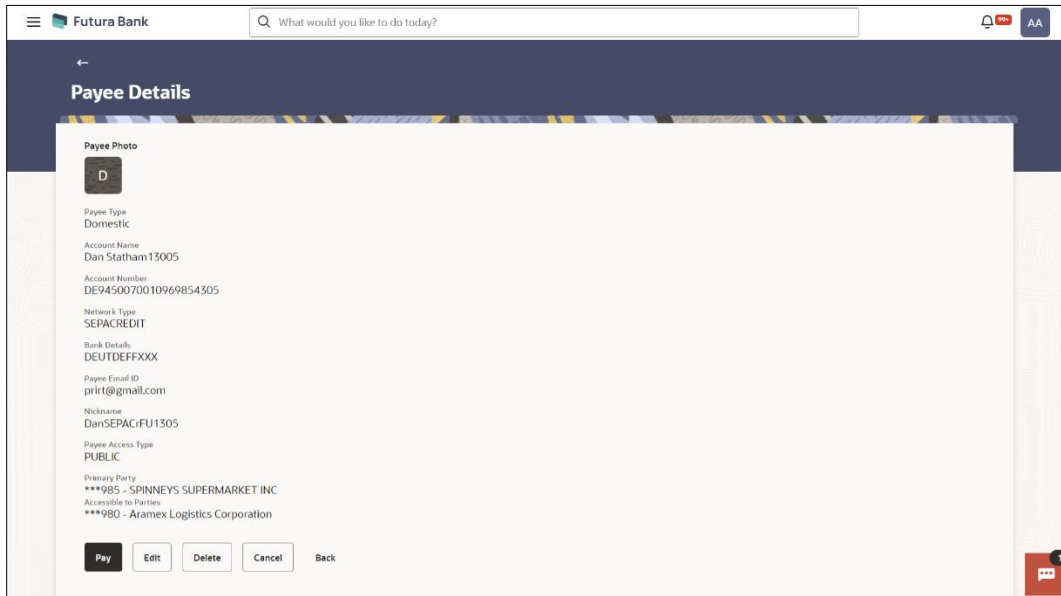 Futura Bank
What would you like to do today?
99+
AA
Payee Details
Payee Photo
D
Payee Type
Domestic
Account Name
Dan Statham13005
Account Number
DE9450070010969854305
Network Type
SEPACREDIT
Bank Details
DEUTDEFFXXX
Payee Email ID
prirt@gmail.com
Nickname
DanSEPACrFU1305
Payee Access Type
PUBLIC
Primary Party
***985 - SPINNEYS SUPERMARKET INC
Accessible to Parties
***980 - Aramex Logistics Corporation
Pay Edit Delete Cancel Back